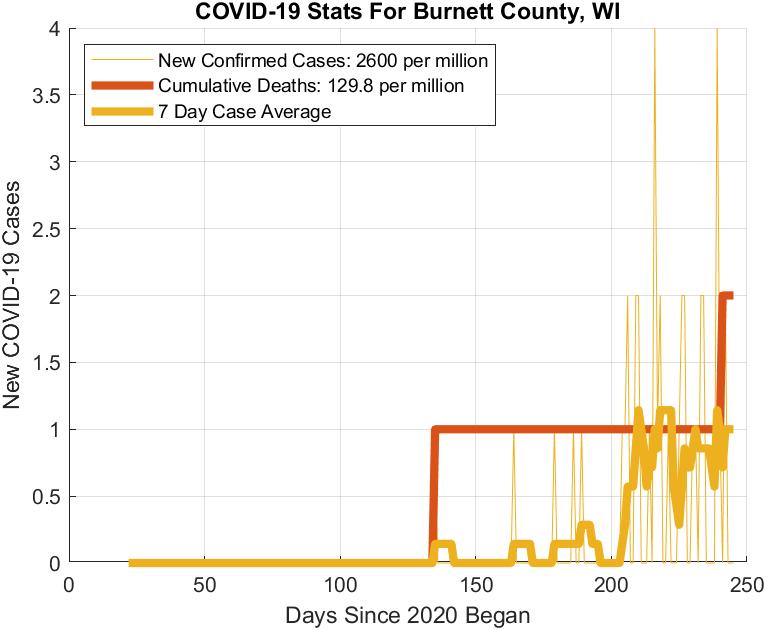 COVID-19 Stats For Burnett County, WI
New Confirmed Cases: 2600 per million
Cumulative Deaths: 129.8 per million
7 Day Case Average
New COVID-19 Cases
4
3.5
3
2.5
2
1.5
1
0.5
0
0 50 100 150 200 250
Days Since 2020 Began